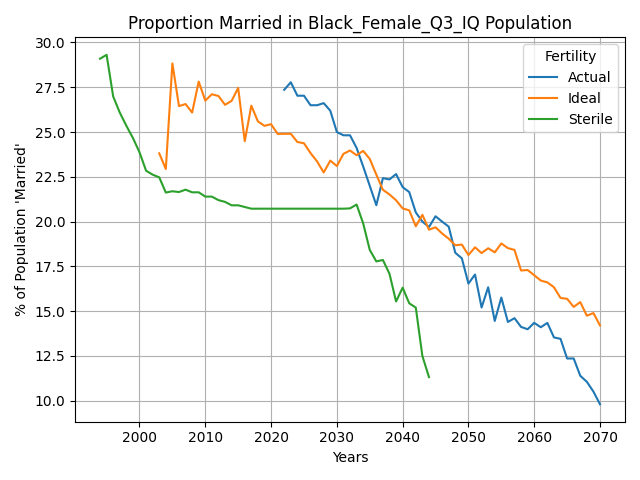 Proportion Married in Black_Female_Q3_IQ Population
30.0
27.5
25.0
22.5
20.0
17.5
15.0
12.5
10.0
% of Population 'Married'
Fertility
Actual
Ideal
Sterile
2000 2010 2020 2030 2040 2050 2060 2070
Years